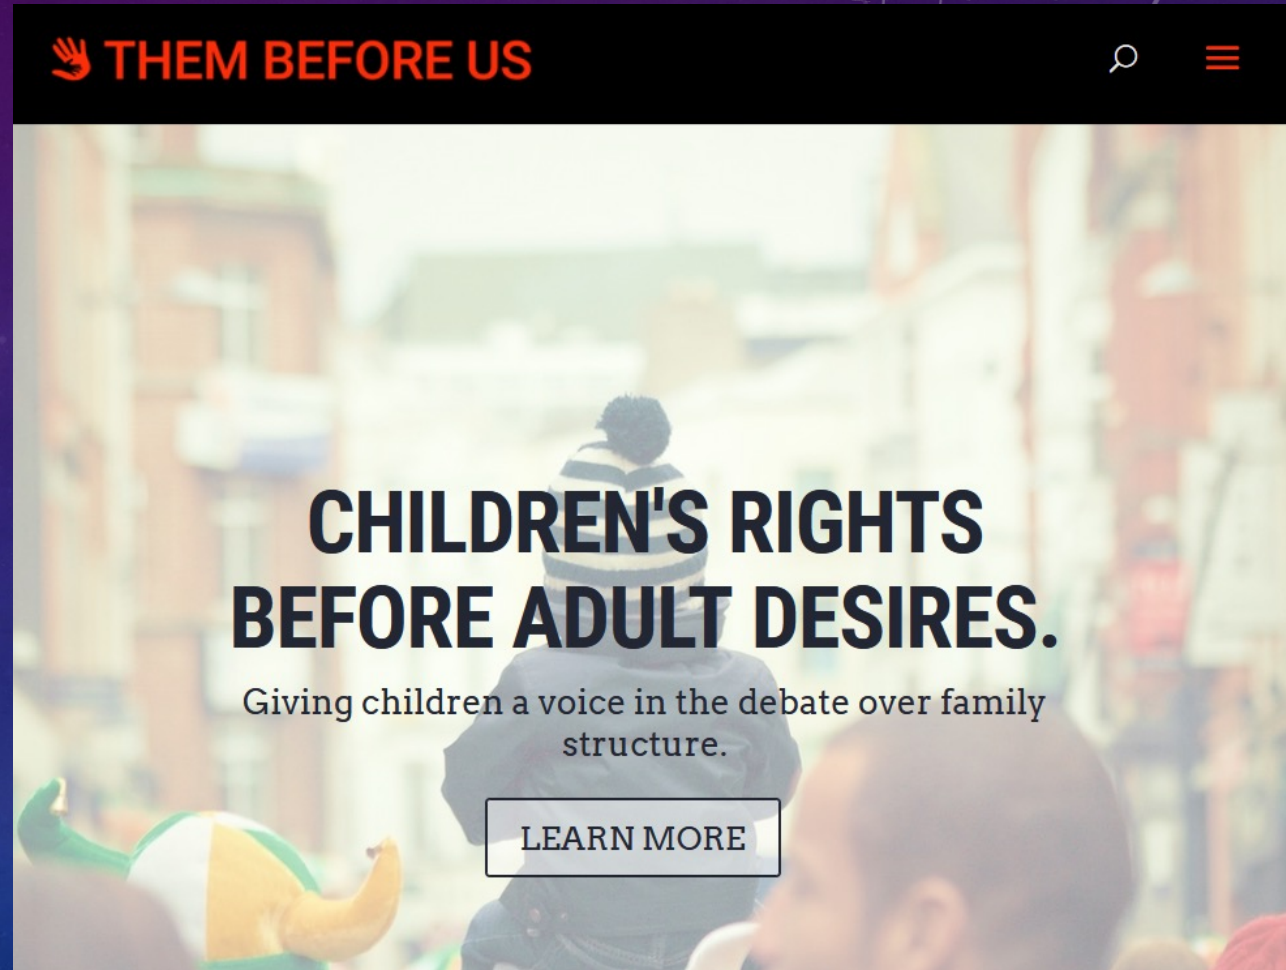 THEM BEFORE US
CHILDREN'S RIGHTS
BEFORE ADULT DESIRES.
Giving children a voice in the debate over family
structure.
LEARN MORE